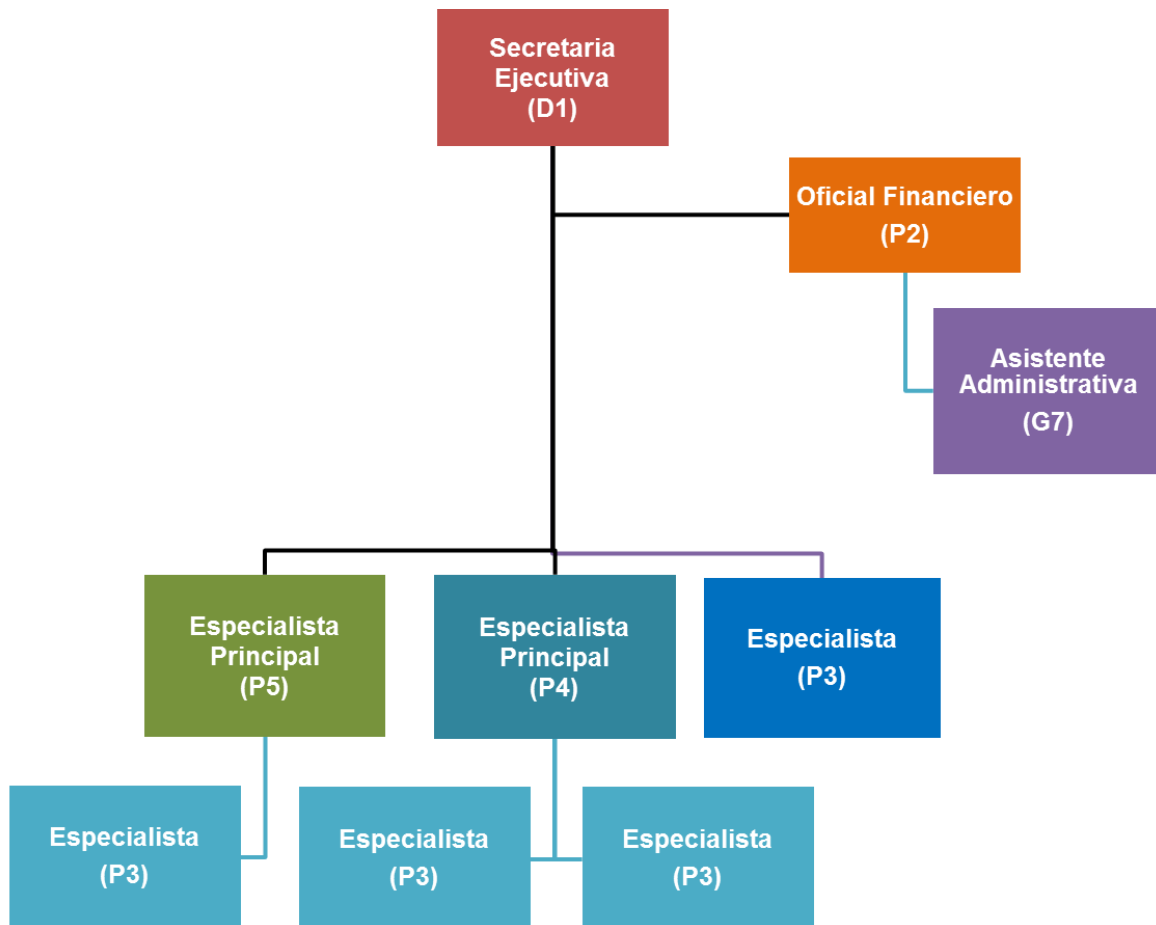 Secretaria
Ejecutiva
(D1)
Oficial Financiero
(P2)
Asistente
Administrativa
(G7)
Especialista
Principal
(P5)
Especialista
Principal
(P4)
Especialista
(P3)
Especialista
(P3)
Especialista
(P3)
Especialista
(P3)